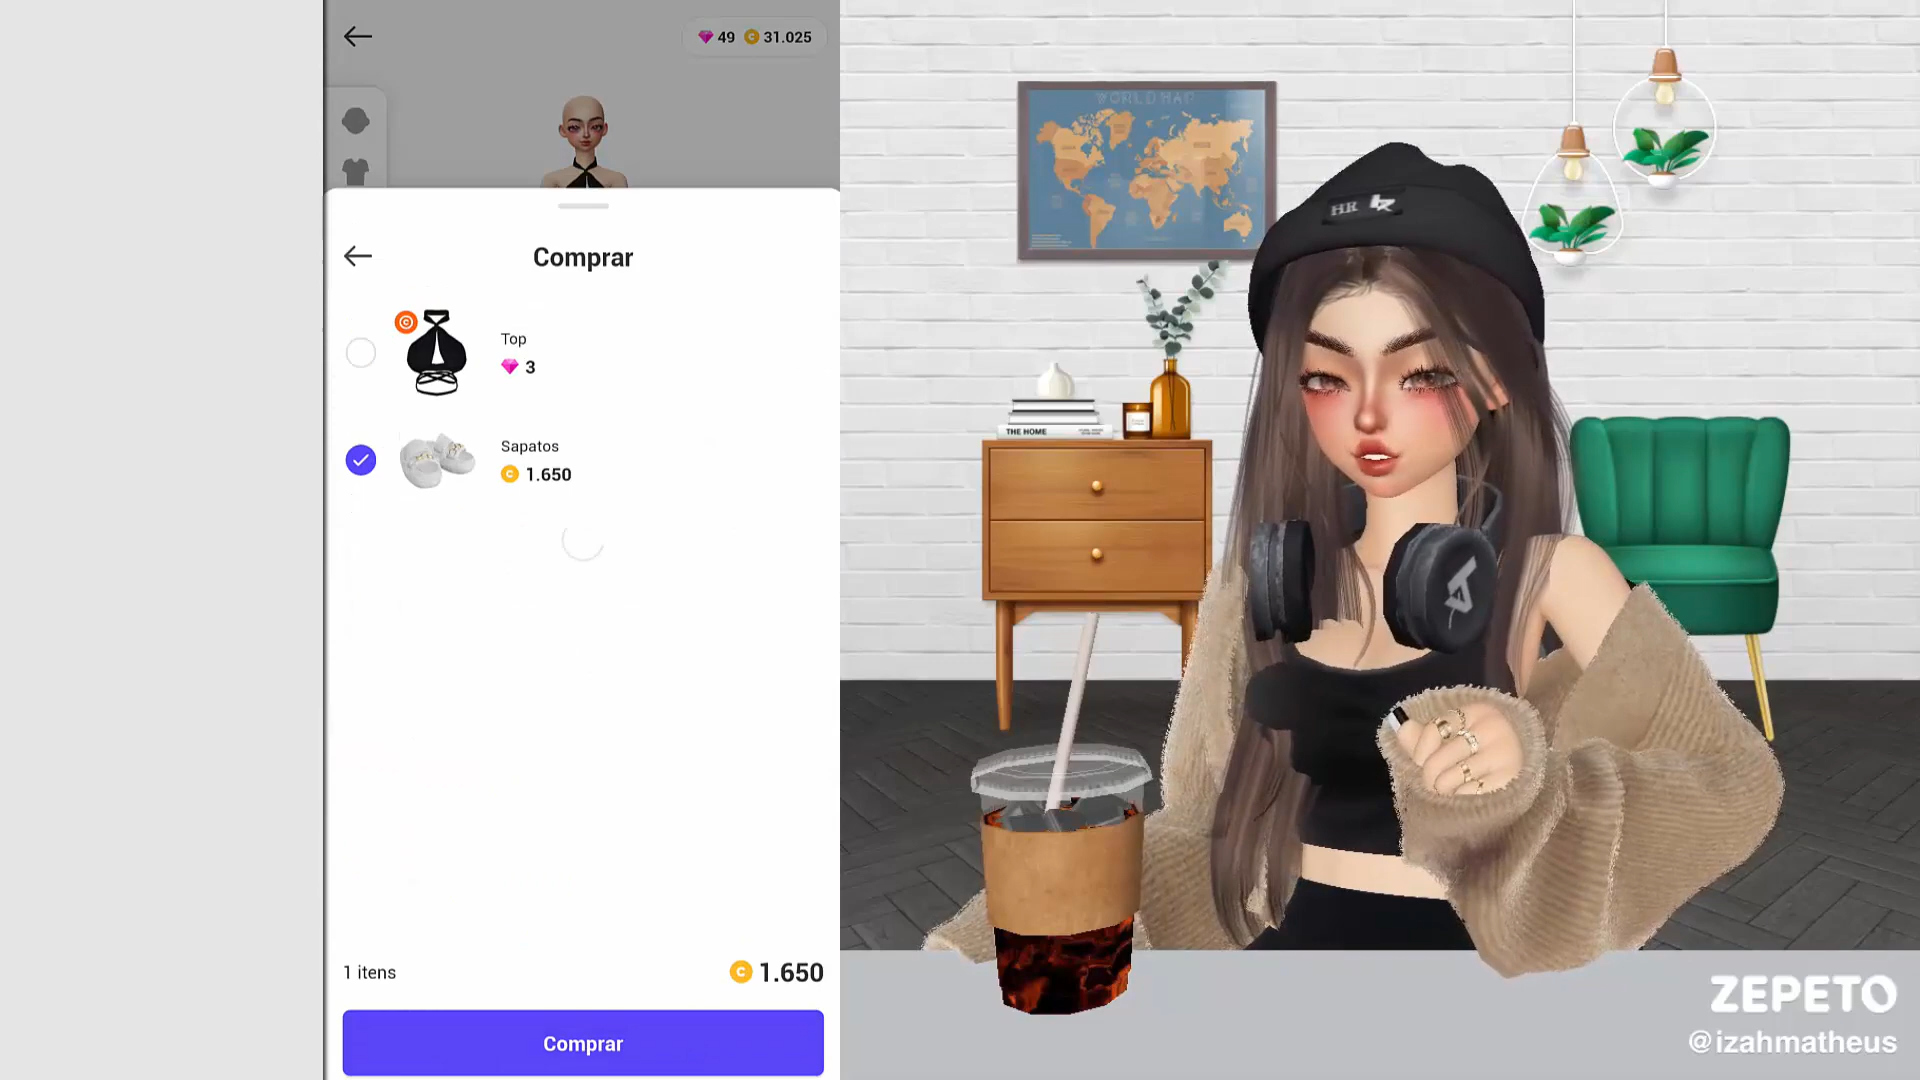 49 31.025
Comprar
Top
3
Sapatos
1.650
1 itens
1.650
Comprar
WORLD MAP
THE HOME
HR
ZEPETO
@izahmatheus